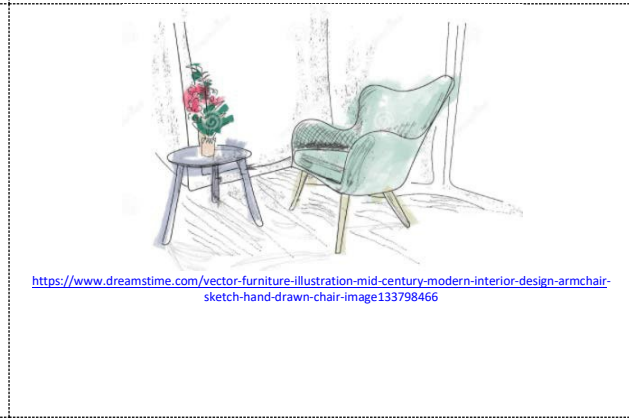 https://www.dreamstime.com/vector-furniture-illustration-mid-century-modern-interior-design-armchair-
sketch-hand-drawn-chair-image133798466